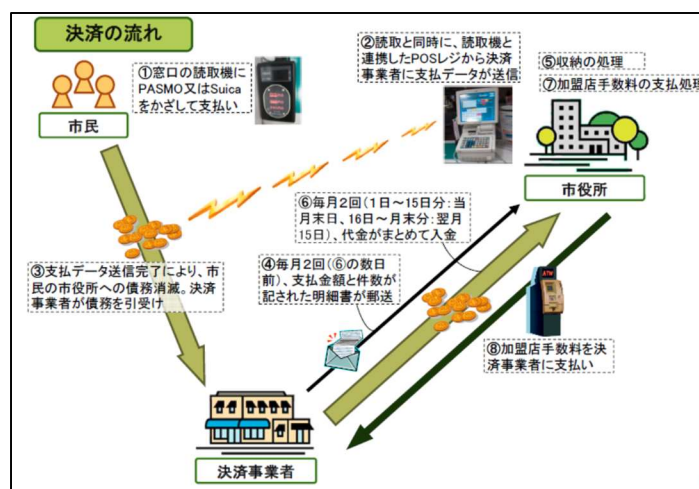 決済の流れ
市民
①窓口の読取機に
PASMO又はSuica
をかざして支払い
②読取と同時に、読取機と
連携したPOSレジから決済
事業者に支払データが送信
⑤収納の処理
⑦加盟店手数料の支払処理
市役所
⑥毎月2回(1日~15日分:当
月末日、16日~月末分:翌月
15日)、代金がまとめて入金
③支払データ送信完了により、市
民の市役所への債務消滅。決済
事業者が債務を引受け
④毎月2回(⑥の数日
前)、支払金額と件数が
記された明細書が郵送
ATM
⑧加盟店手数料を決
済事業者に支払い
決済事業者